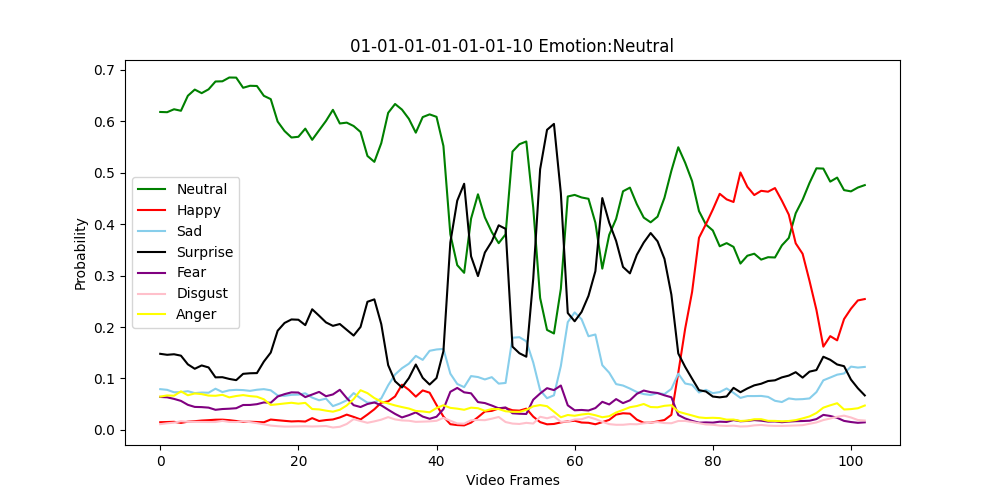 01-01-01-01-01-01-10 Emotion:Neutral
Probability
0.7
0.6
0.5
0.4
0.3
0.2
0.1
0.0
Neutral
Happy
Sad
Surprise
Fear
Disgust
Anger
0 20 40 60 80 100
Video Frames